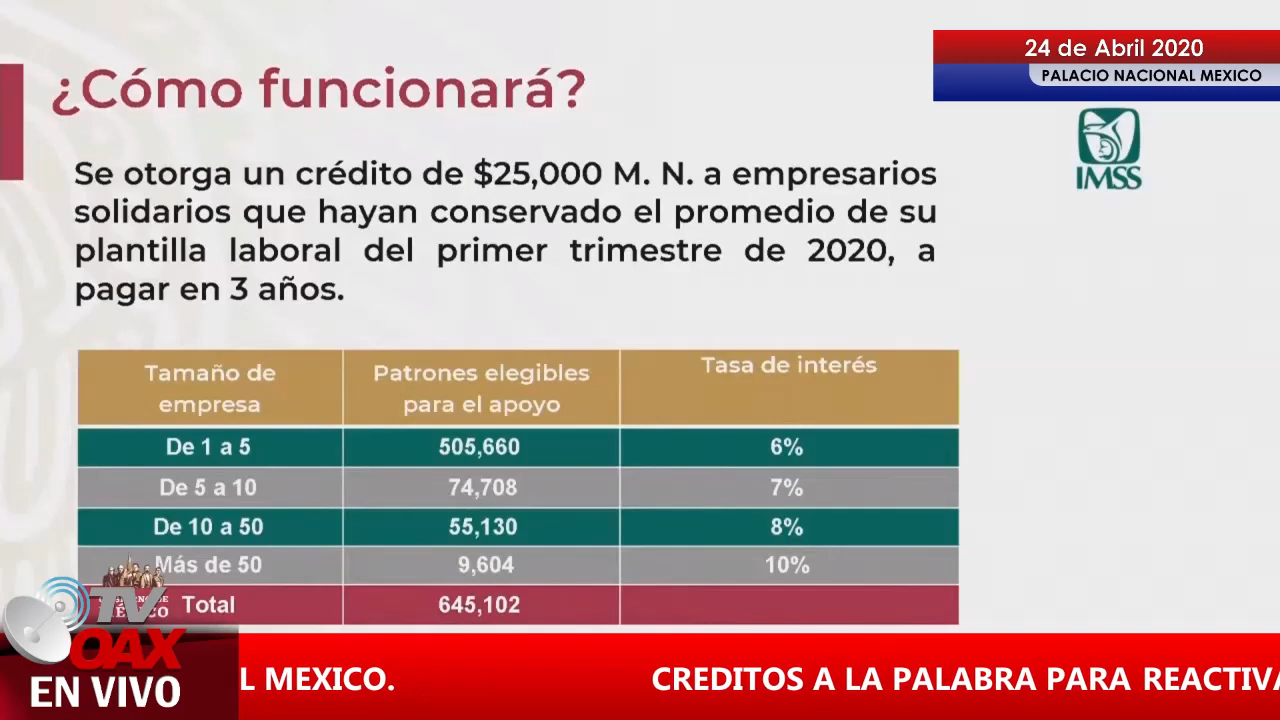 24 de Abril 2020
PALACIO NACIONAL MEXICO
¿Cómo funcionará?
IMSS
Se otorga un crédito de $25,000 M. N. a empresarios
solidarios que hayan conservado el promedio de su
plantilla laboral del primer trimestre de 2020, a
pagar en 3 años.
Tamaño de empresa Patrones elegibles para el apoyo Tasa de interés
De 1 a 5 505,660 6%
De 5 a 10 74,708 7%
De 10 a 50 55,130 8%
Más de 50 9,604 10%
Total 645,102
TV
OAX
EN VIVO
L MEXICO. CREDITOS A LA PALABRA PARA REACTIVA